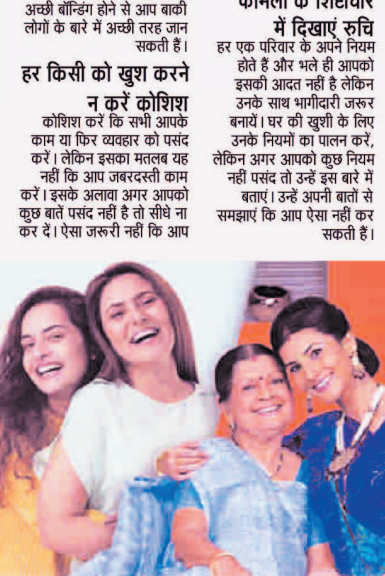 अच्छी बॉन्डिंग होने से आप बाकी
लोगों के बारे में अच्छी तरह जान
सकती हैं।
हर किसी को खुश करने
न करें कोशिश
कोशिश करें कि सभी आपके
काम या फिर व्यवहार को पसंद
करें। लेकिन इसका मतलब यह
नहीं कि आप जबरदस्ती काम
करें। इसके अलावा अगर आपको
कुछ बातें पसंद नहीं है तो सीधे ना
कर दें। ऐसा जरूरी नहीं कि आप
के शिष्टाचार
में दिखाएं रुचि
हर एक परिवार के अपने नियम
होते हैं और भले ही आपको
इसकी आदत नहीं है लेकिन
उनके साथ भागीदारी जरूर
बनायें। घर की खुशी के लिए
उनके नियमों का पालन करें,
लेकिन अगर आपको कुछ नियम
नहीं पसंद तो उन्हें इस बारे में
बताएं। उन्हें अपनी बातों से
समझाएं कि आप ऐसा नहीं कर
सकती हैं।